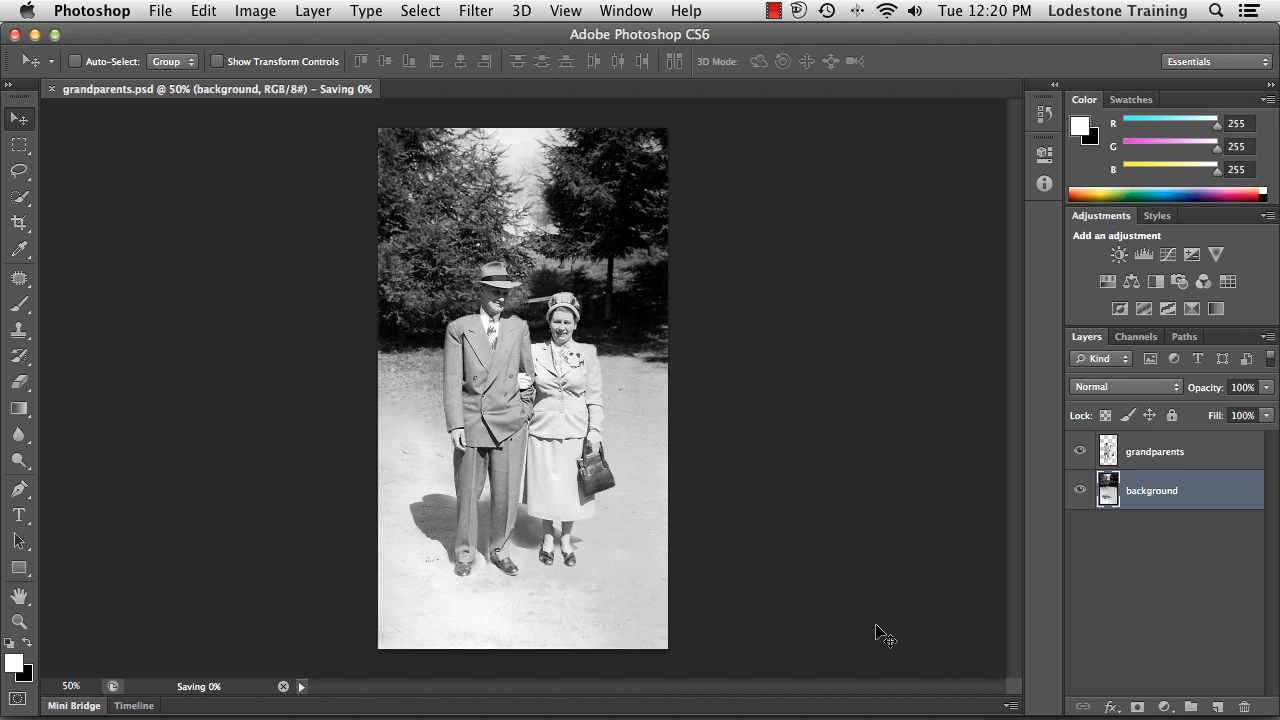 Photoshop File Edit Image Layer Type Select Filter 3D View Window Help Tue 12:20 PM Lodestone Training
Adobe Photoshop CS6
Auto-Select: Group Show Transform Controls 3D Mode: Essentials
× grandparents.psd @ 50% (background, RGB/8#) – Saving 0%
Color Swatches
R 255
G 255
B 255
Adjustments Styles
Add an adjustment
Layers Channels Paths
Kind
Normal Opacity: 100%
Lock: Fill: 100%
grandparents
background
50% Saving 0%
Mini Bridge Timeline